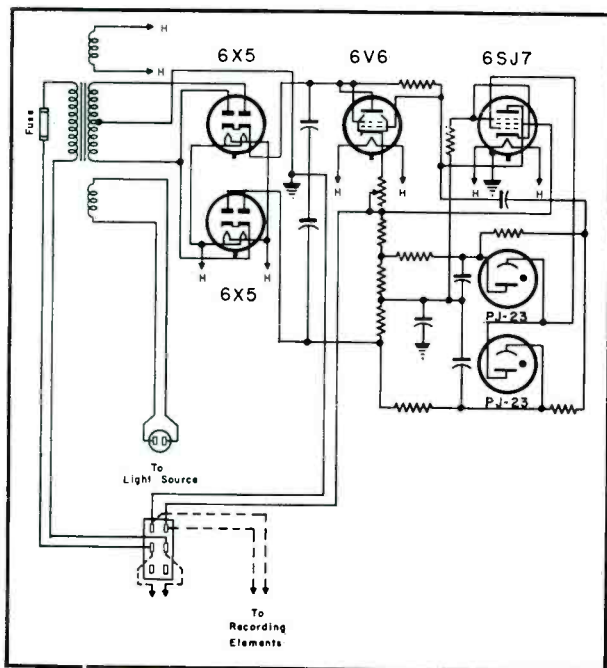 H
6X5
6V6
6SJ7
Fuse
H
H
H
H
H
H
H
6X5
PJ-23
PJ-23
To
Light Source
To
Recording
Elements